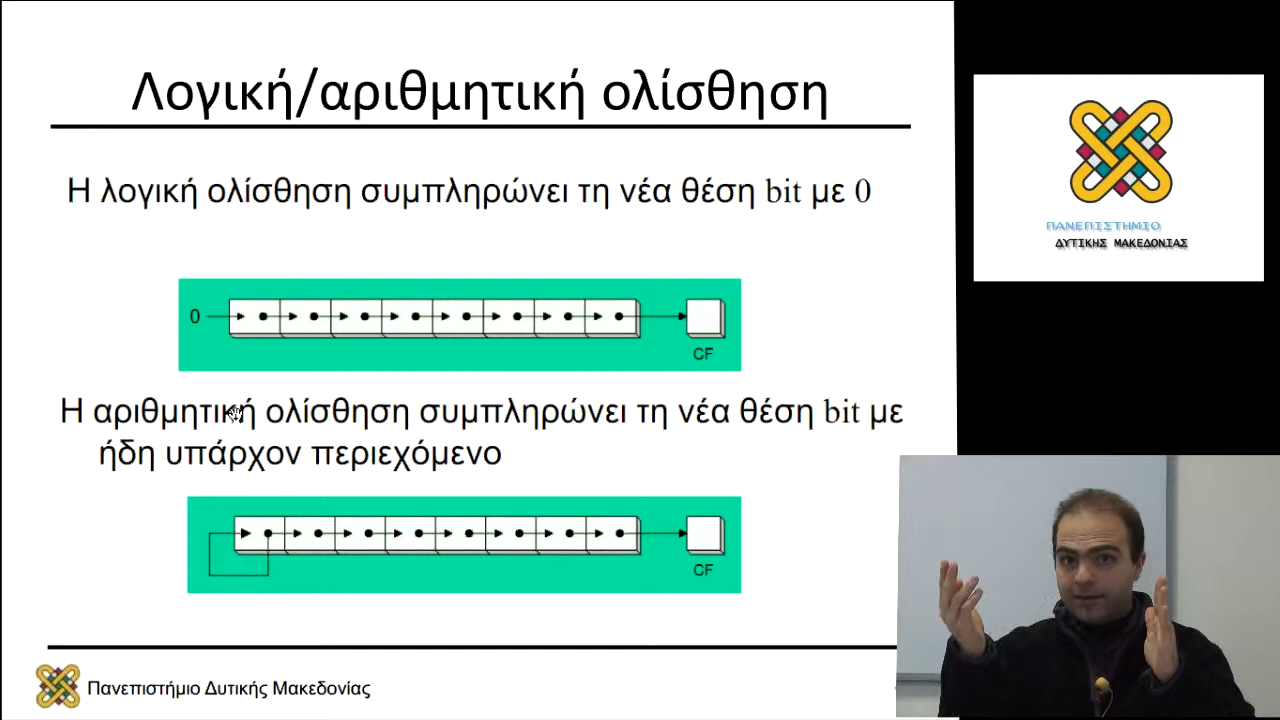 Λογική/αριθμητική ολίσθηση
Η λογική ολίσθηση συμπληρώνει τη νέα θέση bit με 0
0
CF
Η αριθμητική ολίσθηση συμπληρώνει τη νέα θέση bit με
ήδη υπάρχον περιεχόμενο
CF
Πανεπιστήμιο Δυτικής Μακεδονίας
ΠΑΝΕΠΙΣΤΗΜΙΟ
ΔΥΤΙΚΗΣ ΜΑΚΕΔΟΝΙΑΣ